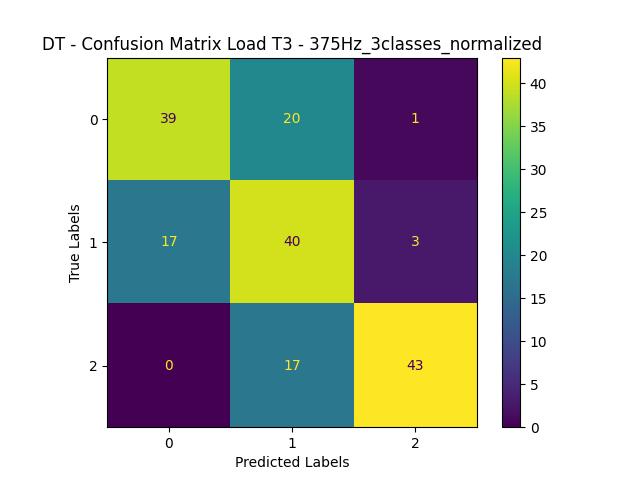 DT - Confusion Matrix Load T3 - 375Hz_3classes_normalized
0 39 20 1
1 17 40 3
2 0 17 43
0 1 2
True Labels
Predicted Labels
40
35
30
25
20
15
10
5
0